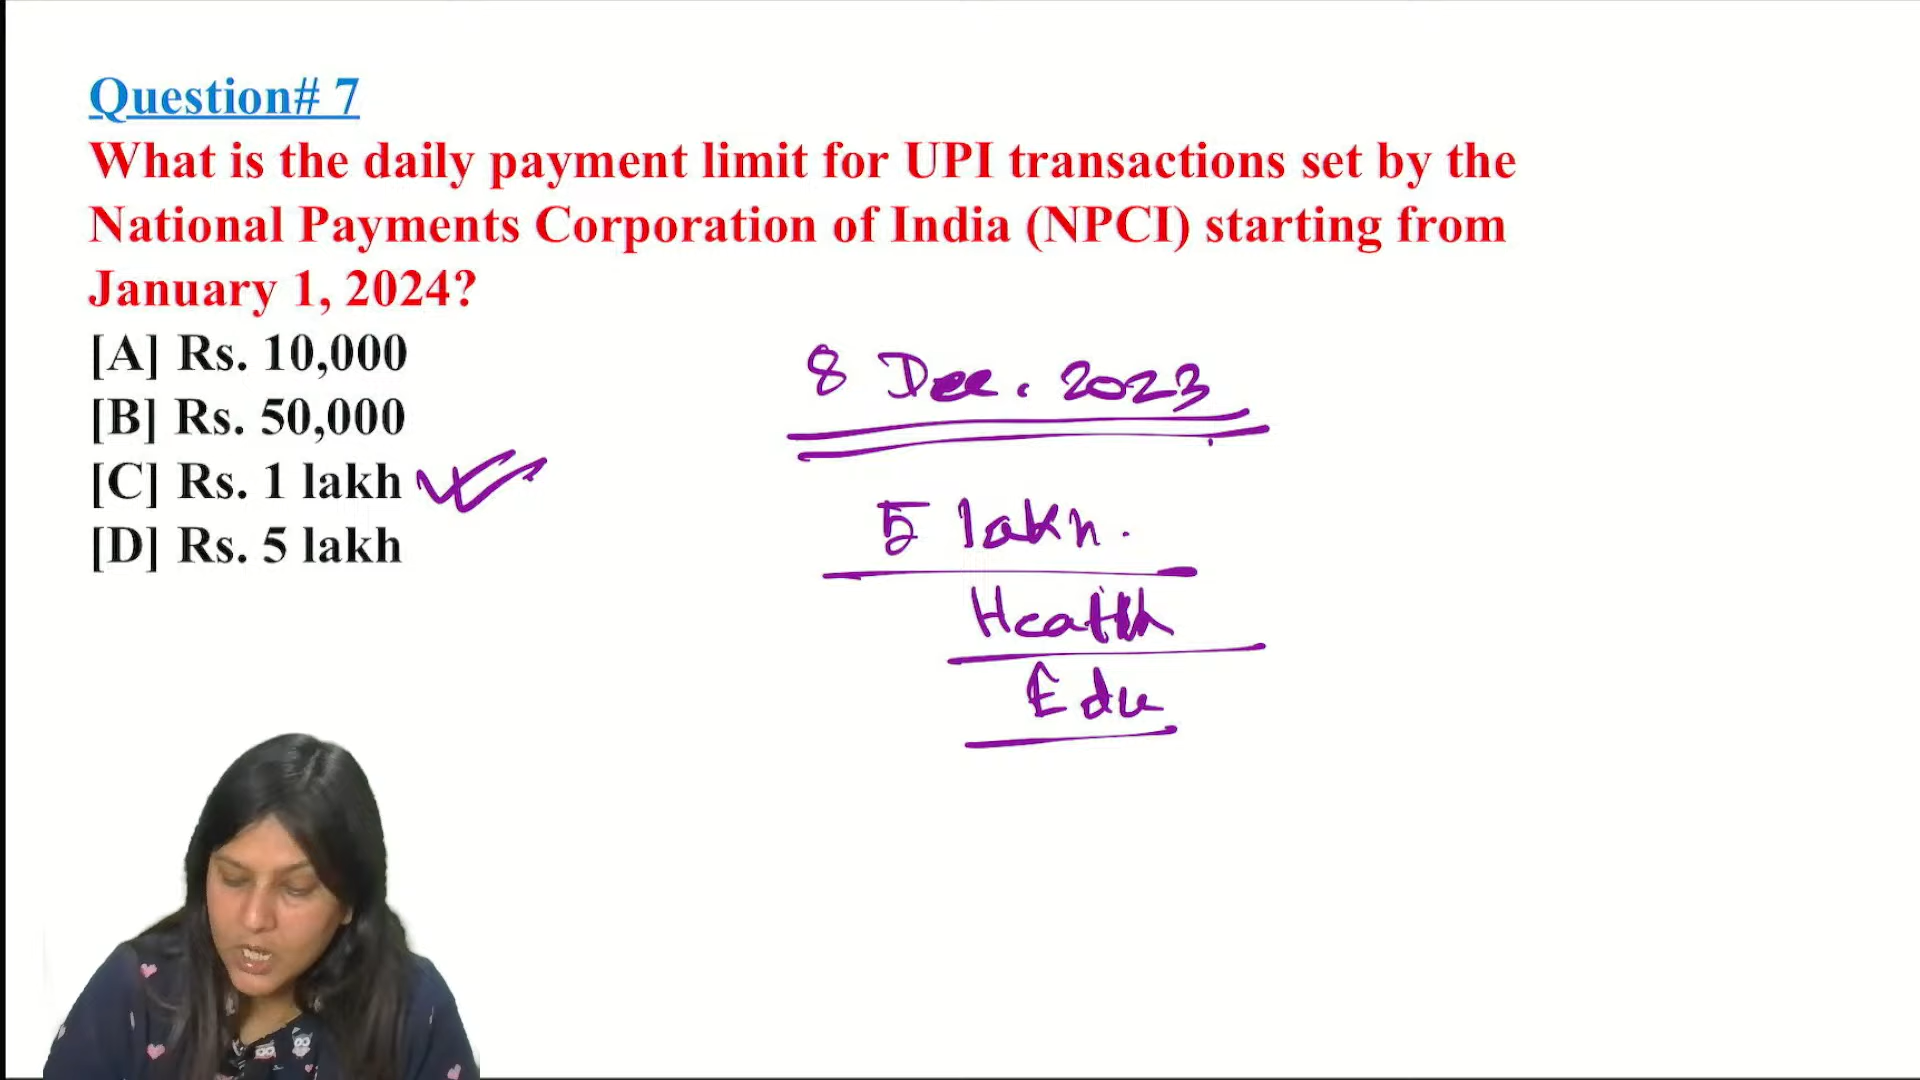 Question# 7
What is the daily payment limit for UPI transactions set by the
National Payments Corporation of India (NPCI) starting from
January 1, 2024?
[A] Rs. 10,000
[B] Rs. 50,000
[C] Rs. 1 lakh
[D] Rs. 5 lakh
8 Dec. 2023
5 lakh.
Health
Edu